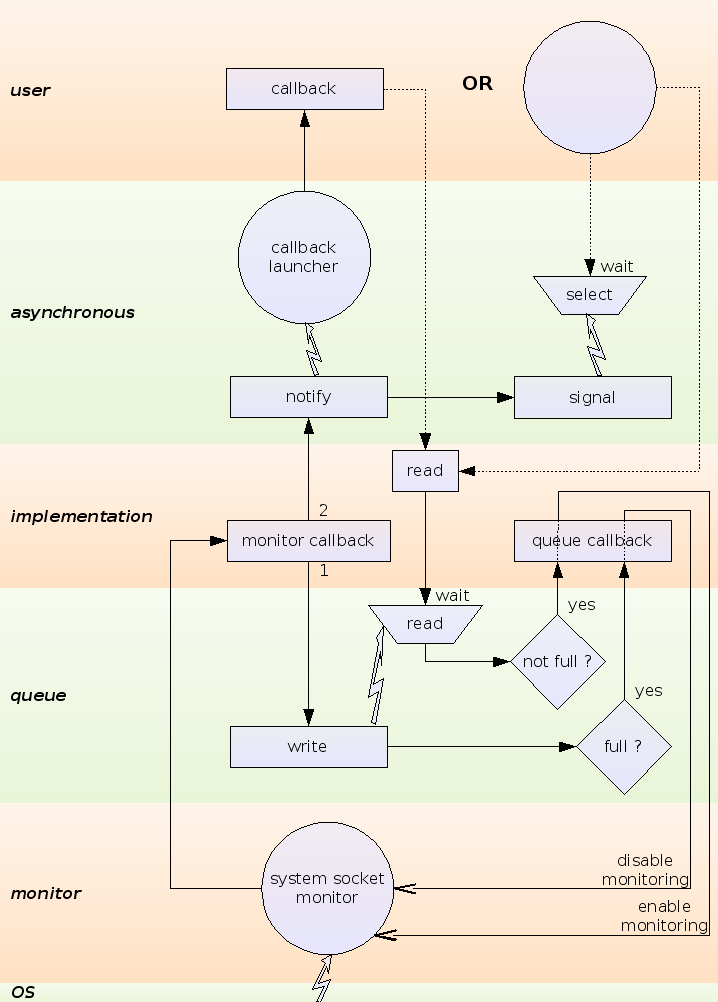 user
callback
OR
callback
launcher
wait
select
asynchronous
notify
signal
read
2
implementation
monitor callback
queue callback
1
wait
yes
read
not full ?
queue
yes
write
full ?
disable
monitoring
system socket
monitor
monitor
enable
monitoring
OS